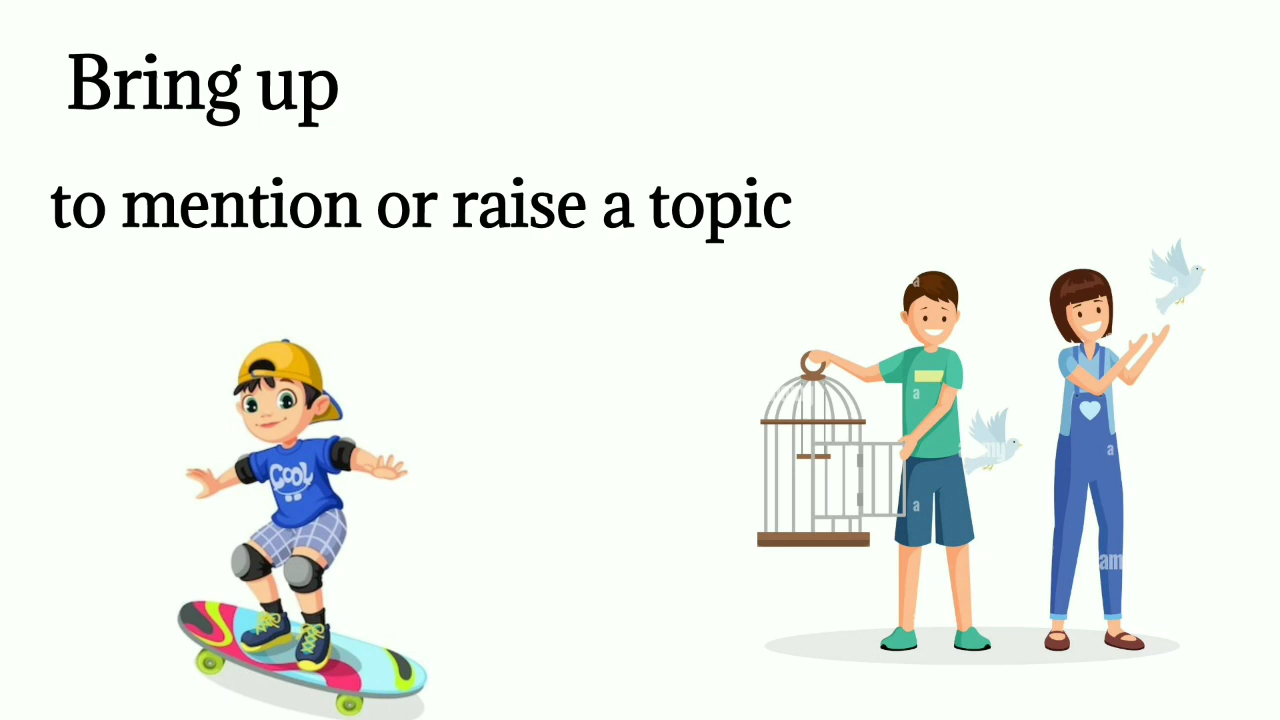 Bring up
to mention or raise a topic
COOL